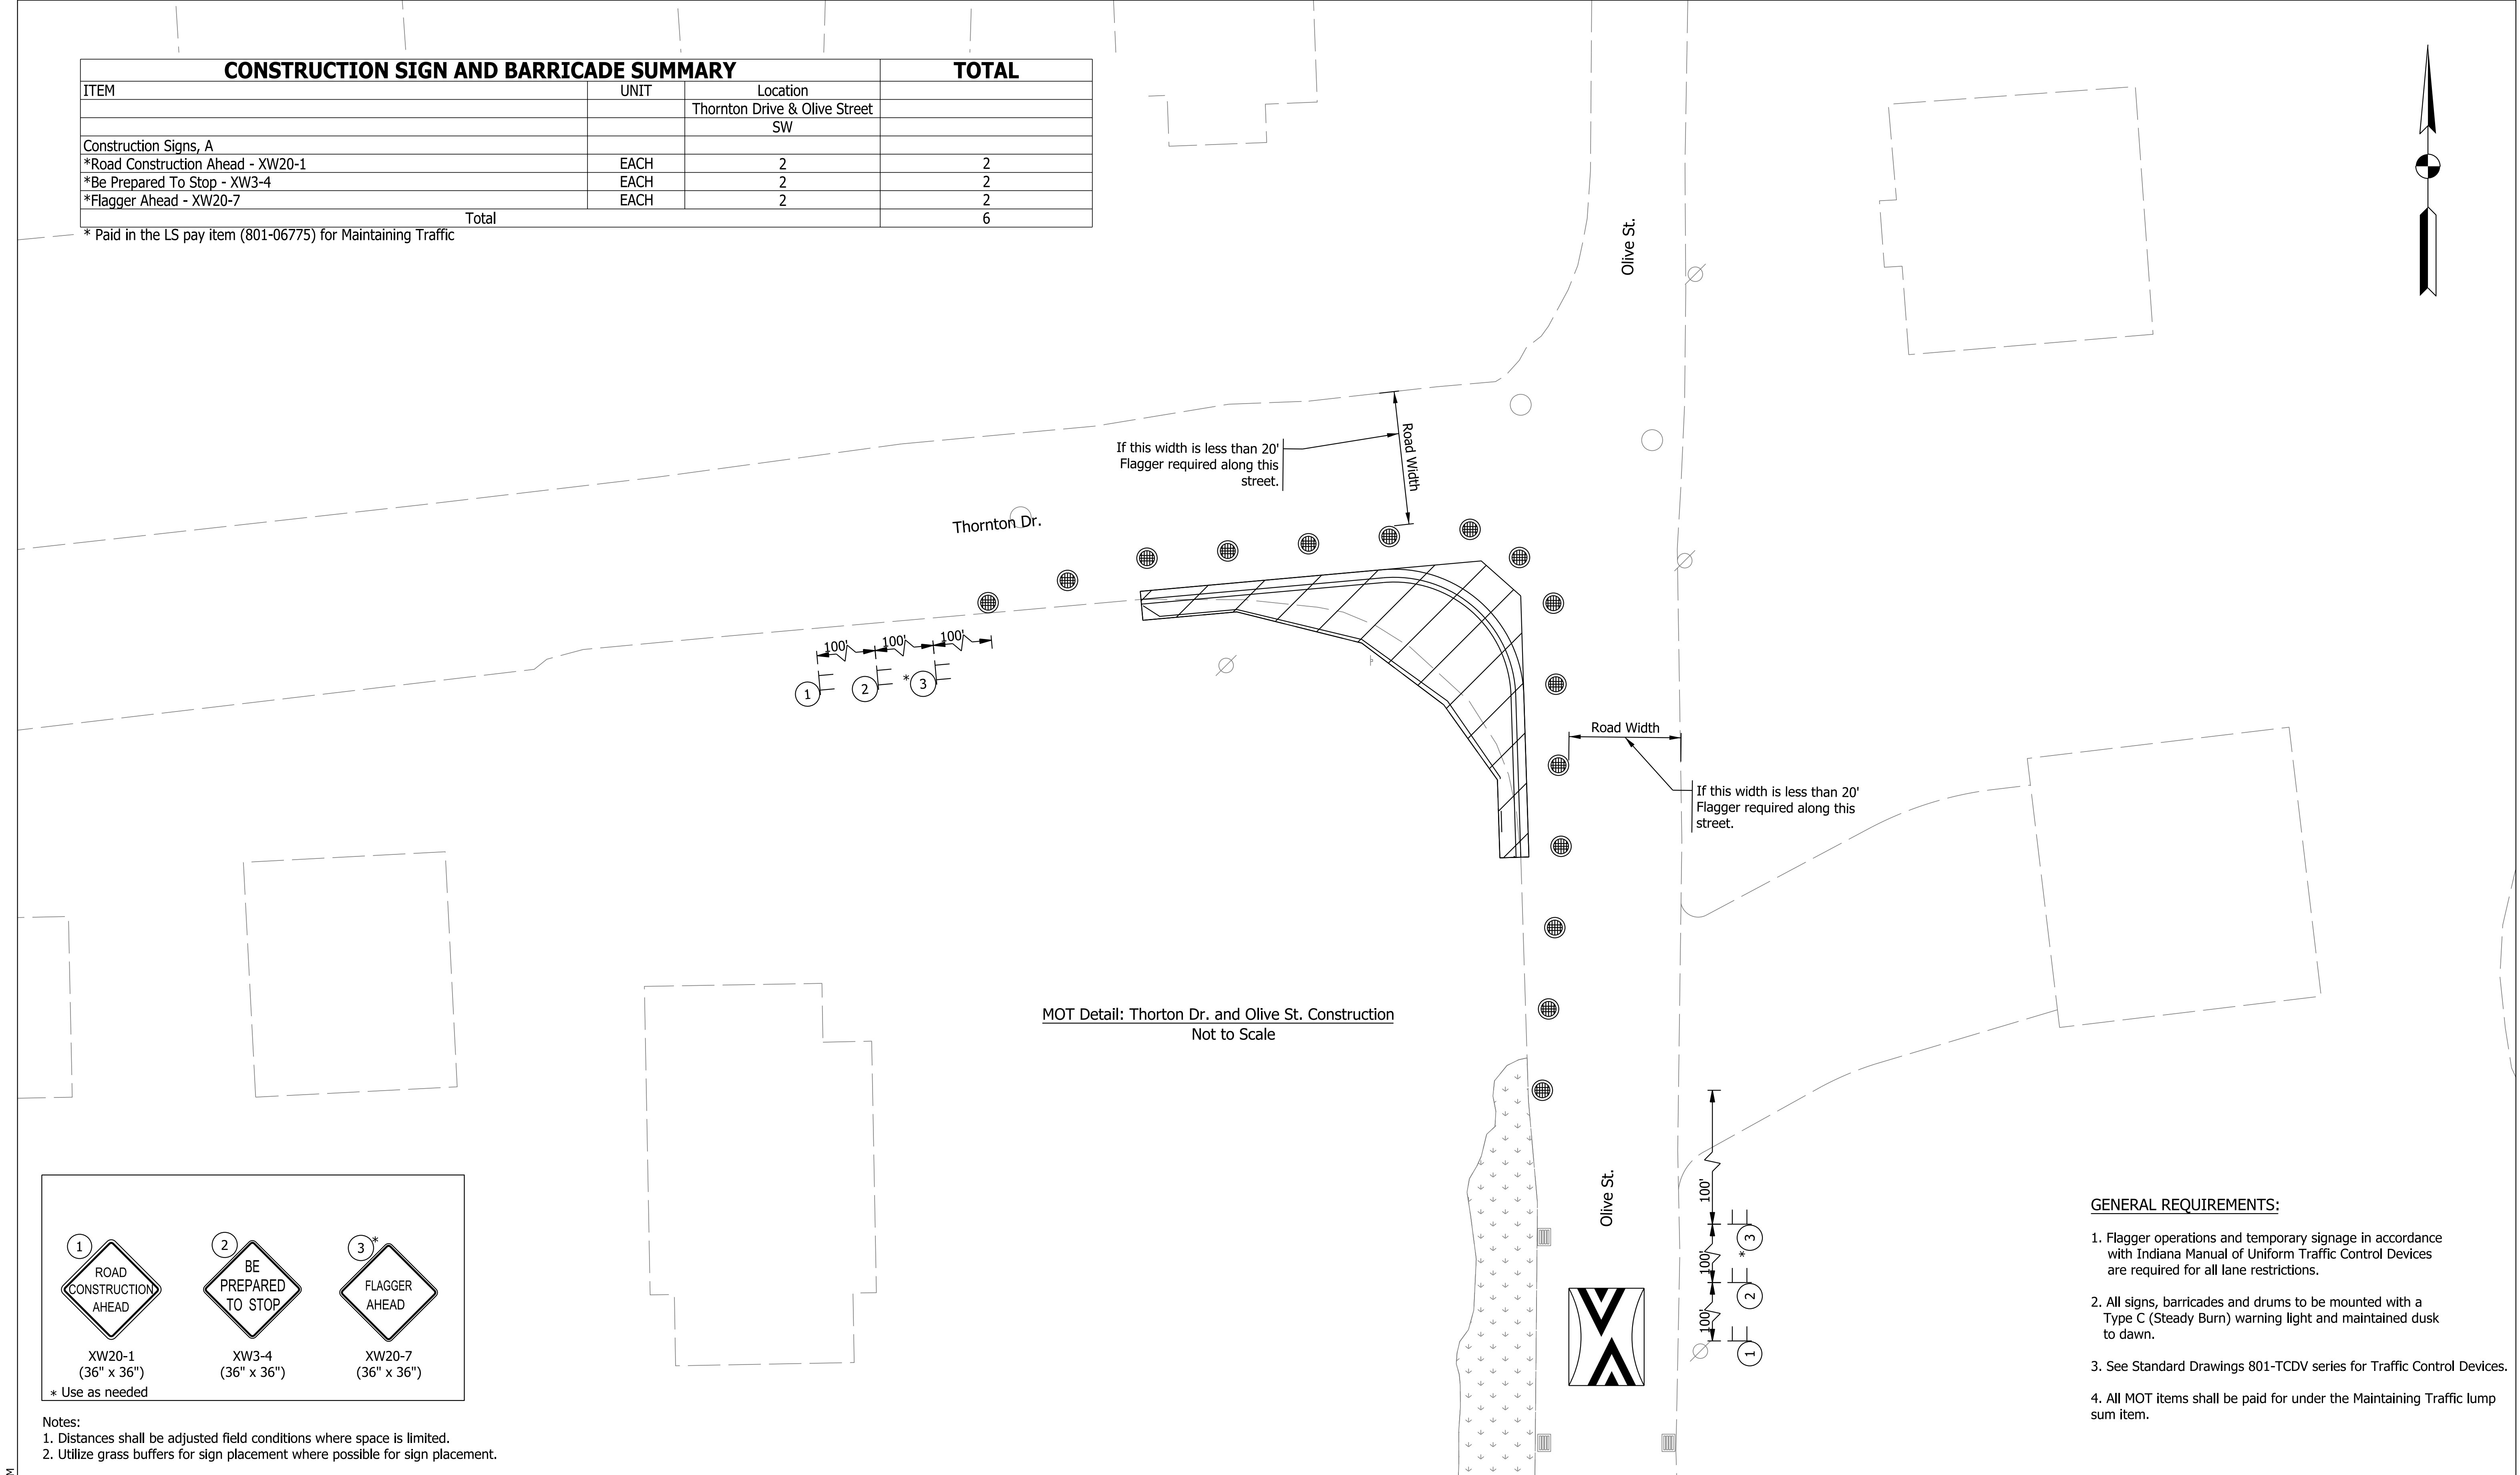 CONSTRUCTION SIGN AND BARRICADE SUMMARY TOTAL
ITEM UNIT Location
Thornton Drive & Olive Street
SW
Construction Signs, A
*Road Construction Ahead - XW20-1 EACH 2 2
*Be Prepared To Stop - XW3-4 EACH 2 2
*Flagger Ahead - XW20-7 EACH 2 2
Total 6
* Paid in the LS pay item (801-06775) for Maintaining Traffic
Olive St.
If this width is less than 20'
Flagger required along this
street.
Road Width
Thornton Dr.
100' 100' 100'
1 2 *3
Road Width
If this width is less than 20'
Flagger required along this
street.
MOT Detail: Thorton Dr. and Olive St. Construction
Not to Scale
Olive St.
100'
100'
100'
3
*
2
1
1
ROAD
CONSTRUCTION
AHEAD
XW20-1
(36" x 36")
2
BE
PREPARED
TO STOP
XW3-4
(36" x 36")
3*
FLAGGER
AHEAD
XW20-7
(36" x 36")
* Use as needed
Notes:
1. Distances shall be adjusted field conditions where space is limited.
2. Utilize grass buffers for sign placement where possible for sign placement.
GENERAL REQUIREMENTS:
1. Flagger operations and temporary signage in accordance
with Indiana Manual of Uniform Traffic Control Devices
are required for all lane restrictions.
2. All signs, barricades and drums to be mounted with a
Type C (Steady Burn) warning light and maintained dusk
to dawn.
3. See Standard Drawings 801-TCDV series for Traffic Control Devices.
4. All MOT items shall be paid for under the Maintaining Traffic lump
sum item.
M